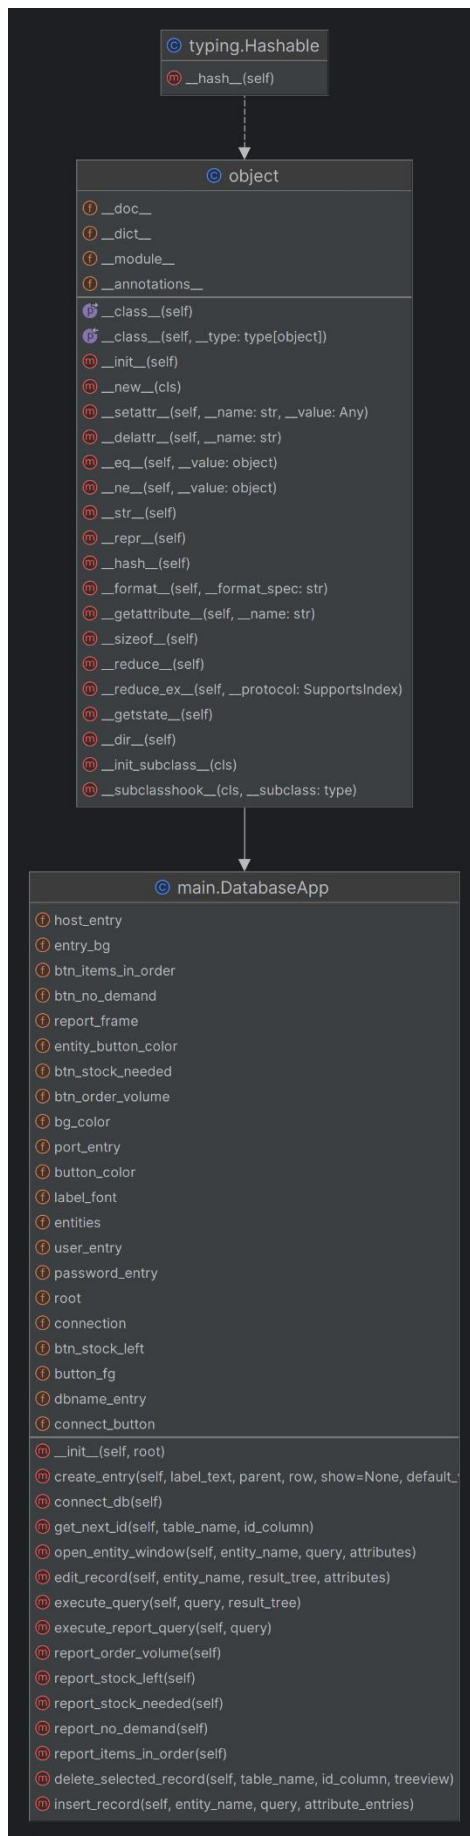 typing.Hashable
__hash__(self)
object
__doc__
__dict__
__module__
__annotations__
__class__(self)
__class__(self, __type: type[object])
__init__(self)
__new__(cls)
__setattr__(self, __name: str, __value: Any)
__delattr__(self, __name: str)
__eq__(self, __value: object)
__ne__(self, __value: object)
__str__(self)
__repr__(self)
__hash__(self)
__format__(self, __format_spec: str)
__getattribute__(self, __name: str)
__sizeof__(self)
__reduce__(self)
__reduce_ex__(self, __protocol: SupportsIndex)
__getstate__(self)
__dir__(self)
__init_subclass__(cls)
__subclasshook__(cls, __subclass: type)
main.DatabaseApp
host_entry
entry_bg
btn_items_in_order
btn_no_demand
report_frame
entity_button_color
btn_stock_needed
btn_order_volume
bg_color
port_entry
button_color
label_font
entities
user_entry
password_entry
root
connection
btn_stock_left
button_fg
dbname_entry
connect_button
__init__(self, root)
create_entry(self, label_text, parent, row, show=None, default_
connect_db(self)
get_next_id(self, table_name, id_column)
open_entity_window(self, entity_name, query, attributes)
edit_record(self, entity_name, result_tree, attributes)
execute_query(self, query, result_tree)
execute_report_query(self, query)
report_order_volume(self)
report_stock_left(self)
report_stock_needed(self)
report_no_demand(self)
report_items_in_order(self)
delete_selected_record(self, table_name, id_column, treeview)
insert_record(self, entity_name, query, attribute_entries)